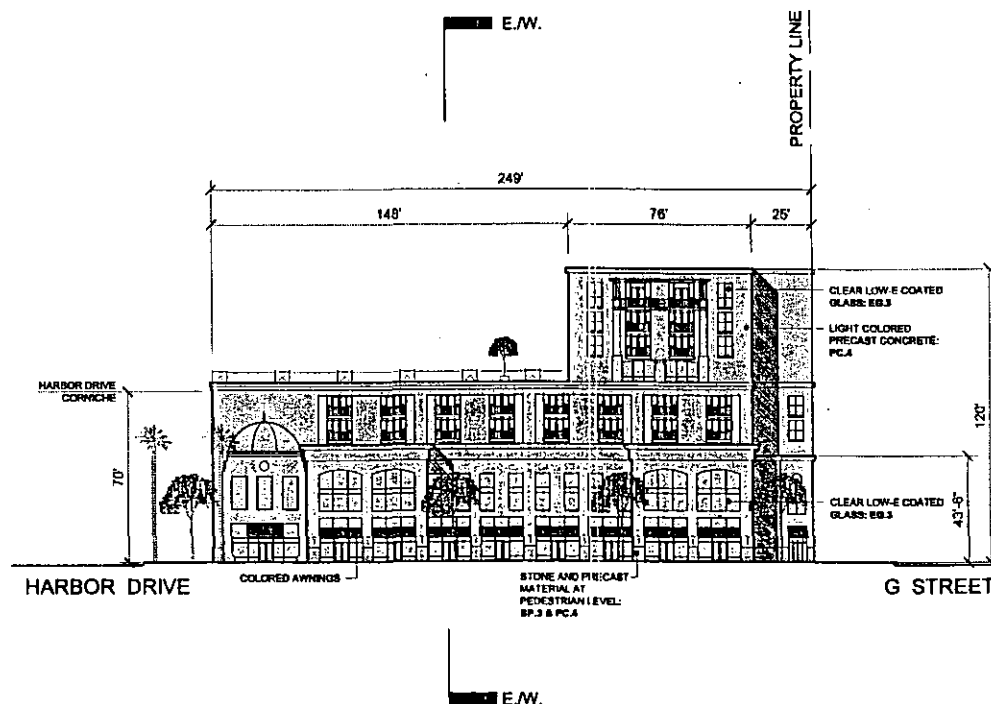 E./W.
PROPERTY LINE
249'
148'
76'
25'
CLEAR LOW-E COATED
GLASS: EG.3
LIGHT COLORED
PRECAST CONCRETE:
PC.4
HARBOR DRIVE
CORNICHE
120'
70'
CLEAR LOW-E COATED
GLASS: EG.3
43'-6"
HARBOR DRIVE
COLORED AWNINGS
STONE AND PRECAST
MATERIAL AT
PEDESTRIAN LEVEL:
SP.3 & PC.4
G STREET
E./W.